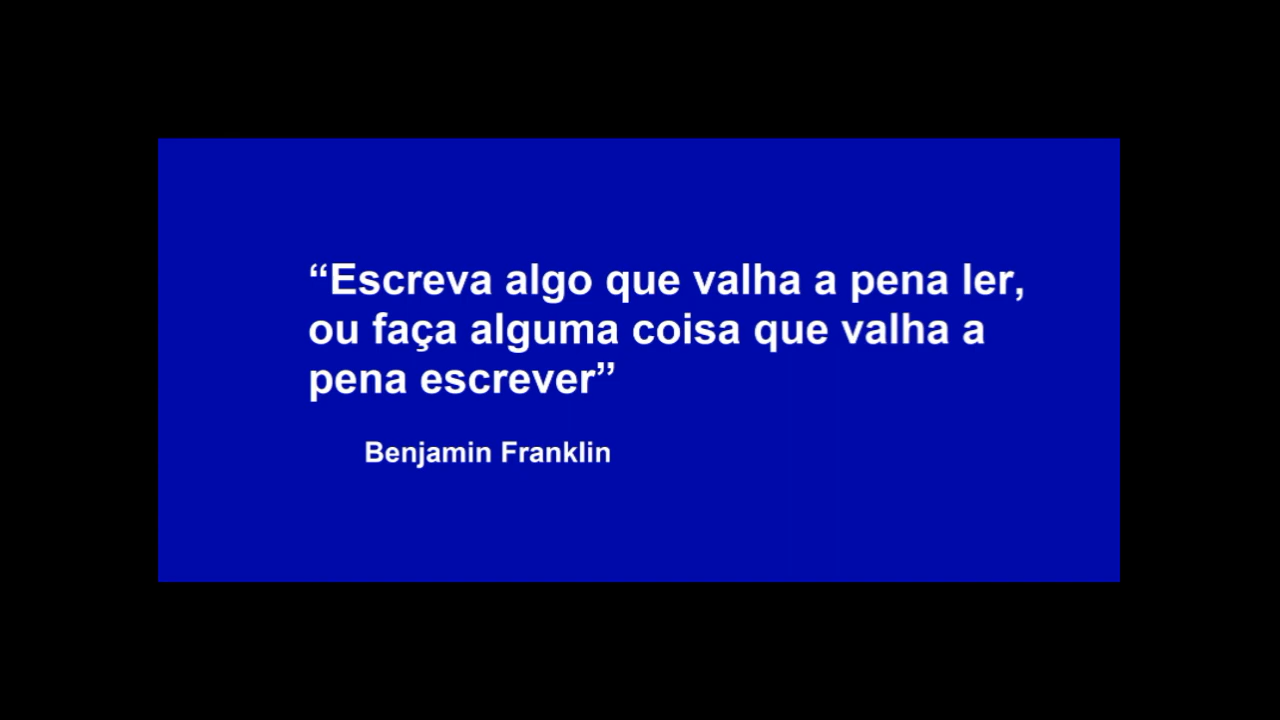 “Escreva algo que valha a pena ler,
ou faça alguma coisa que valha a
pena escrever”
Benjamin Franklin